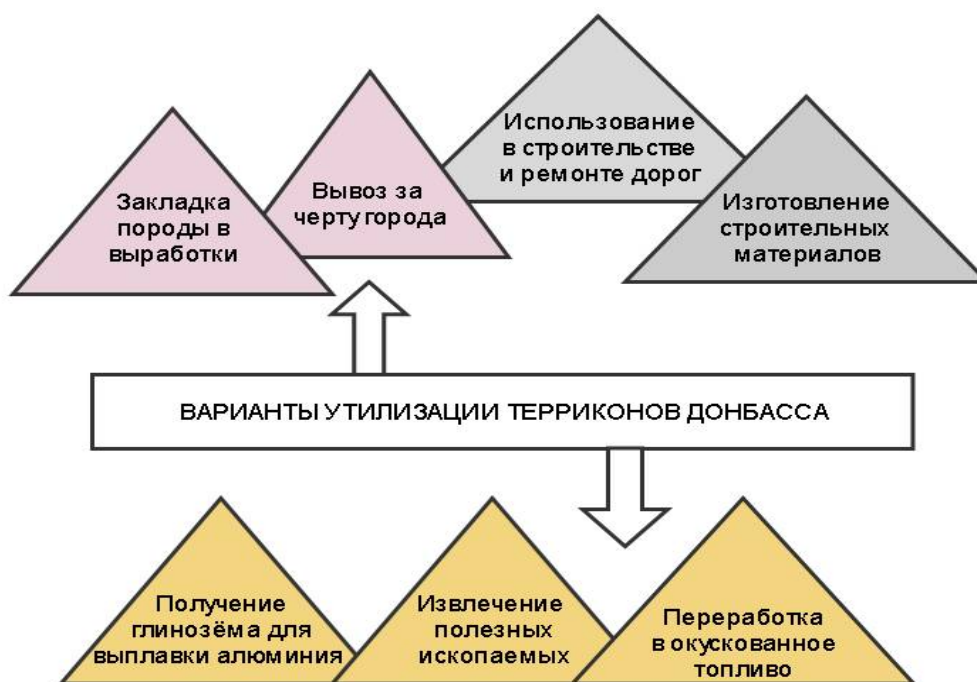 Закладка
породы в
выработки
Вывоз за
черту города
Использование
в строительстве
и ремонте дорог
Изготовление
строительных
материалов
ВАРИАНТЫ УТИЛИЗАЦИИ ТЕРРИКОНОВ ДОНБАССА
Получение
глинозёма для
выплавки алюминия
Извлечение
полезных
ископаемых
Переработка
в окускованное
топливо